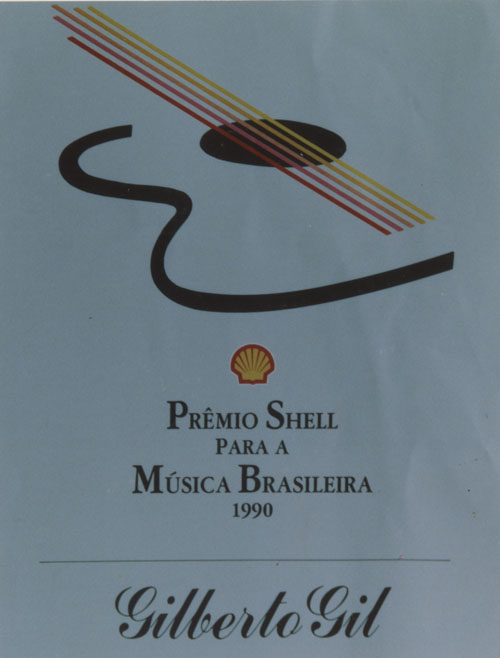 PRÊMIO SHELL
PARA A
MÚSICA BRASILEIRA
1990
Gilberto Gil